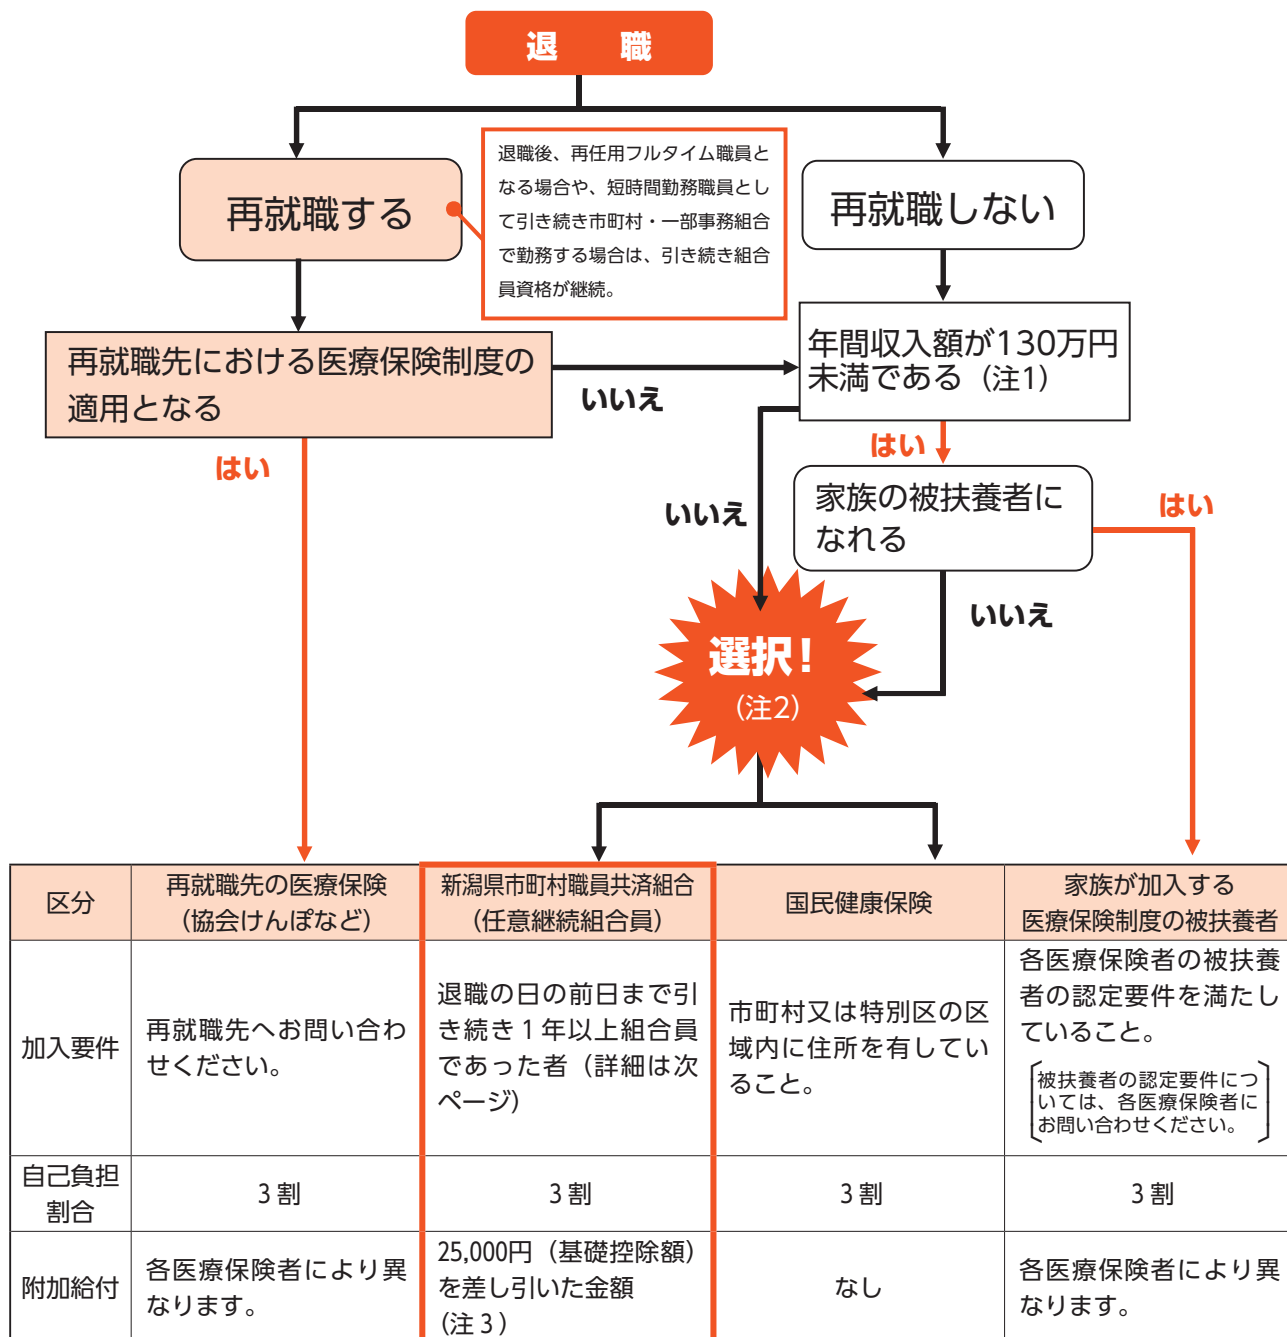 退　職
退職後、再任用フルタイム職員と
なる場合や、短時間勤務職員とし
て引き続き市町村・一部事務組合
で勤務する場合は、引き続き組合
員資格が継続。
再就職する
再就職しない
再就職先における医療保険制度の
適用となる
いいえ
年間収入額が130万円
未満である（注1）
はい
はい
いいえ
家族の被扶養者に
なれる
はい
いいえ
選択！
（注2）
区分
再就職先の医療保険
（協会けんぽなど）
新潟県市町村職員共済組合
（任意継続組合員）
国民健康保険
家族が加入する
医療保険制度の被扶養者
加入要件
再就職先へお問い合わ
せください。
退職の日の前日まで引
き続き１年以上組合員
であった者（詳細は次
ページ）
市町村又は特別区の区
域内に住所を有してい
ること。
各医療保険者の被扶養
者の認定要件を満たし
ていること。
被扶養者の認定要件につ
いては、各医療保険者に
お問い合わせください。
自己負担
割合
３割
３割
３割
３割
附加給付
各医療保険者により異
なります。
25,000円（基礎控除額）
を差し引いた金額
（注３）
なし
各医療保険者により異
なります。